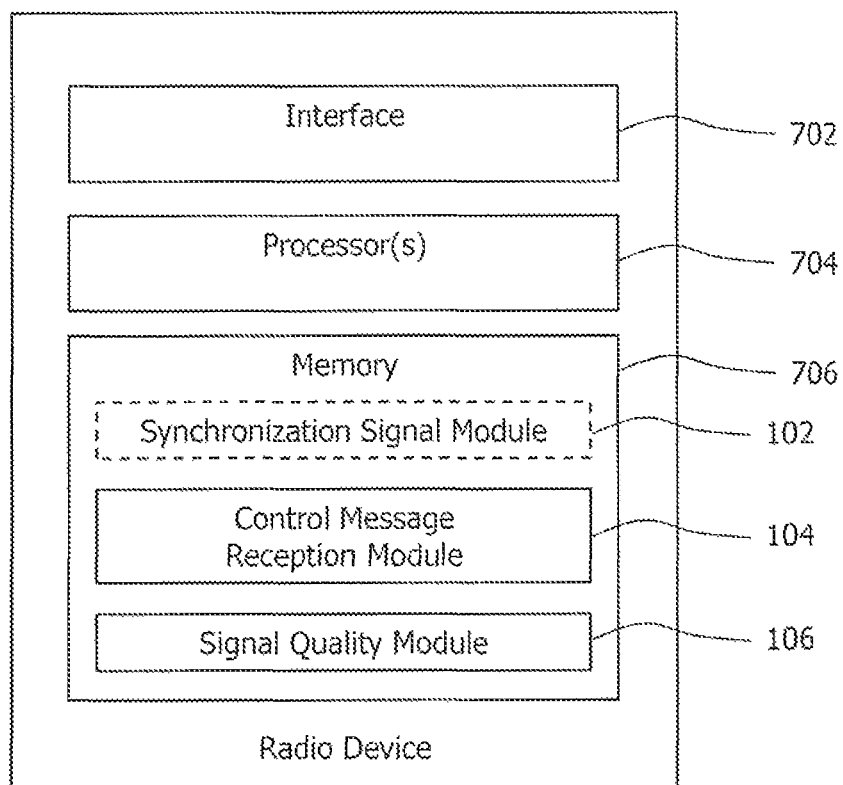 Interface
702
Processor(s)
704
Memory
706
Synchronization Signal Module
102
Control Message
Reception Module
104
Signal Quality Module
106
Radio Device